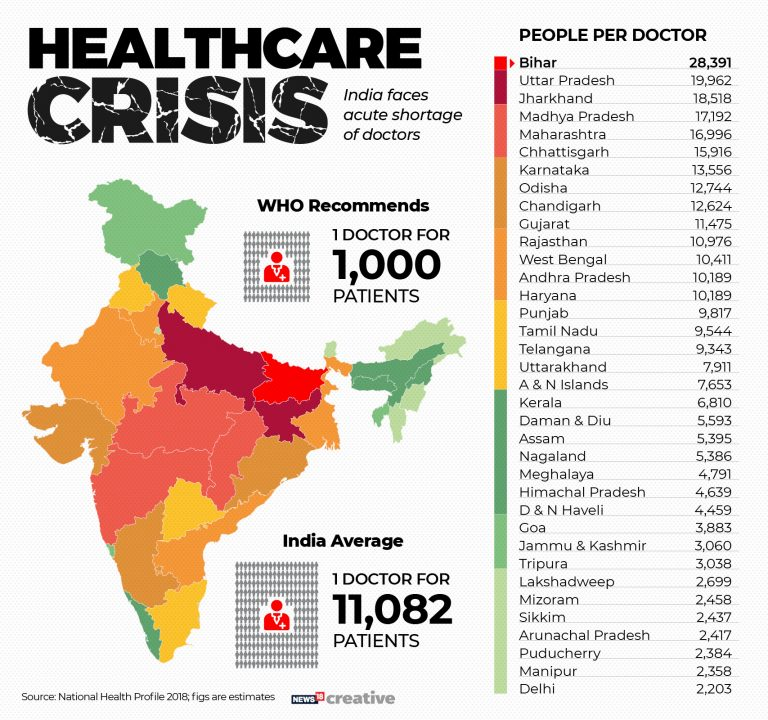 HEALTHCARE
CRISIS
India faces
acute shortage
of doctors
WHO Recommends
1 DOCTOR FOR
1,000
PATIENTS
India Average
1 DOCTOR FOR
11,082
PATIENTS
PEOPLE PER DOCTOR
Bihar 28,391
Uttar Pradesh 19,962
Jharkhand 18,518
Madhya Pradesh 17,192
Maharashtra 16,996
Chhattisgarh 15,916
Karnataka 13,556
Odisha 12,744
Chandigarh 12,624
Gujarat 11,475
Rajasthan 10,976
West Bengal 10,411
Andhra Pradesh 10,189
Haryana 10,189
Punjab 9,817
Tamil Nadu 9,544
Telangana 9,343
Uttarakhand 7,911
A & N Islands 7,653
Kerala 6,810
Daman & Diu 5,593
Assam 5,395
Nagaland 5,386
Meghalaya 4,791
Himachal Pradesh 4,639
D & N Haveli 4,459
Goa 3,883
Jammu & Kashmir 3,060
Tripura 3,038
Lakshadweep 2,699
Mizoram 2,458
Sikkim 2,437
Arunachal Pradesh 2,417
Puducherry 2,384
Manipur 2,358
Delhi 2,203
Source: National Health Profile 2018; figs are estimates
NEWS18 creative